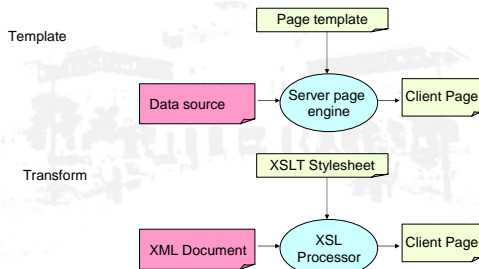 Template
Page template
Data source
Server page
engine
Client Page
Transform
XSLT Stylesheet
XML Document
XSL
Processor
Client Page